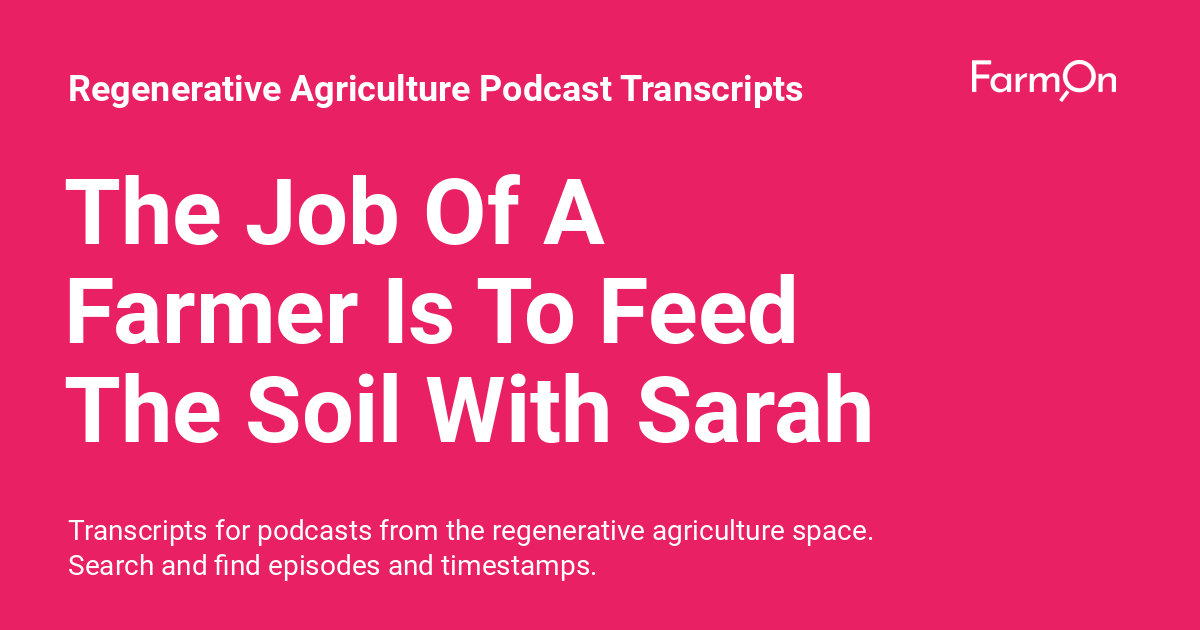 Regenerative Agriculture Podcast Transcripts
FarmOn
The Job Of A
Farmer Is To Feed
The Soil With Sarah
Transcripts for podcasts from the regenerative agriculture space.
Search and find episodes and timestamps.